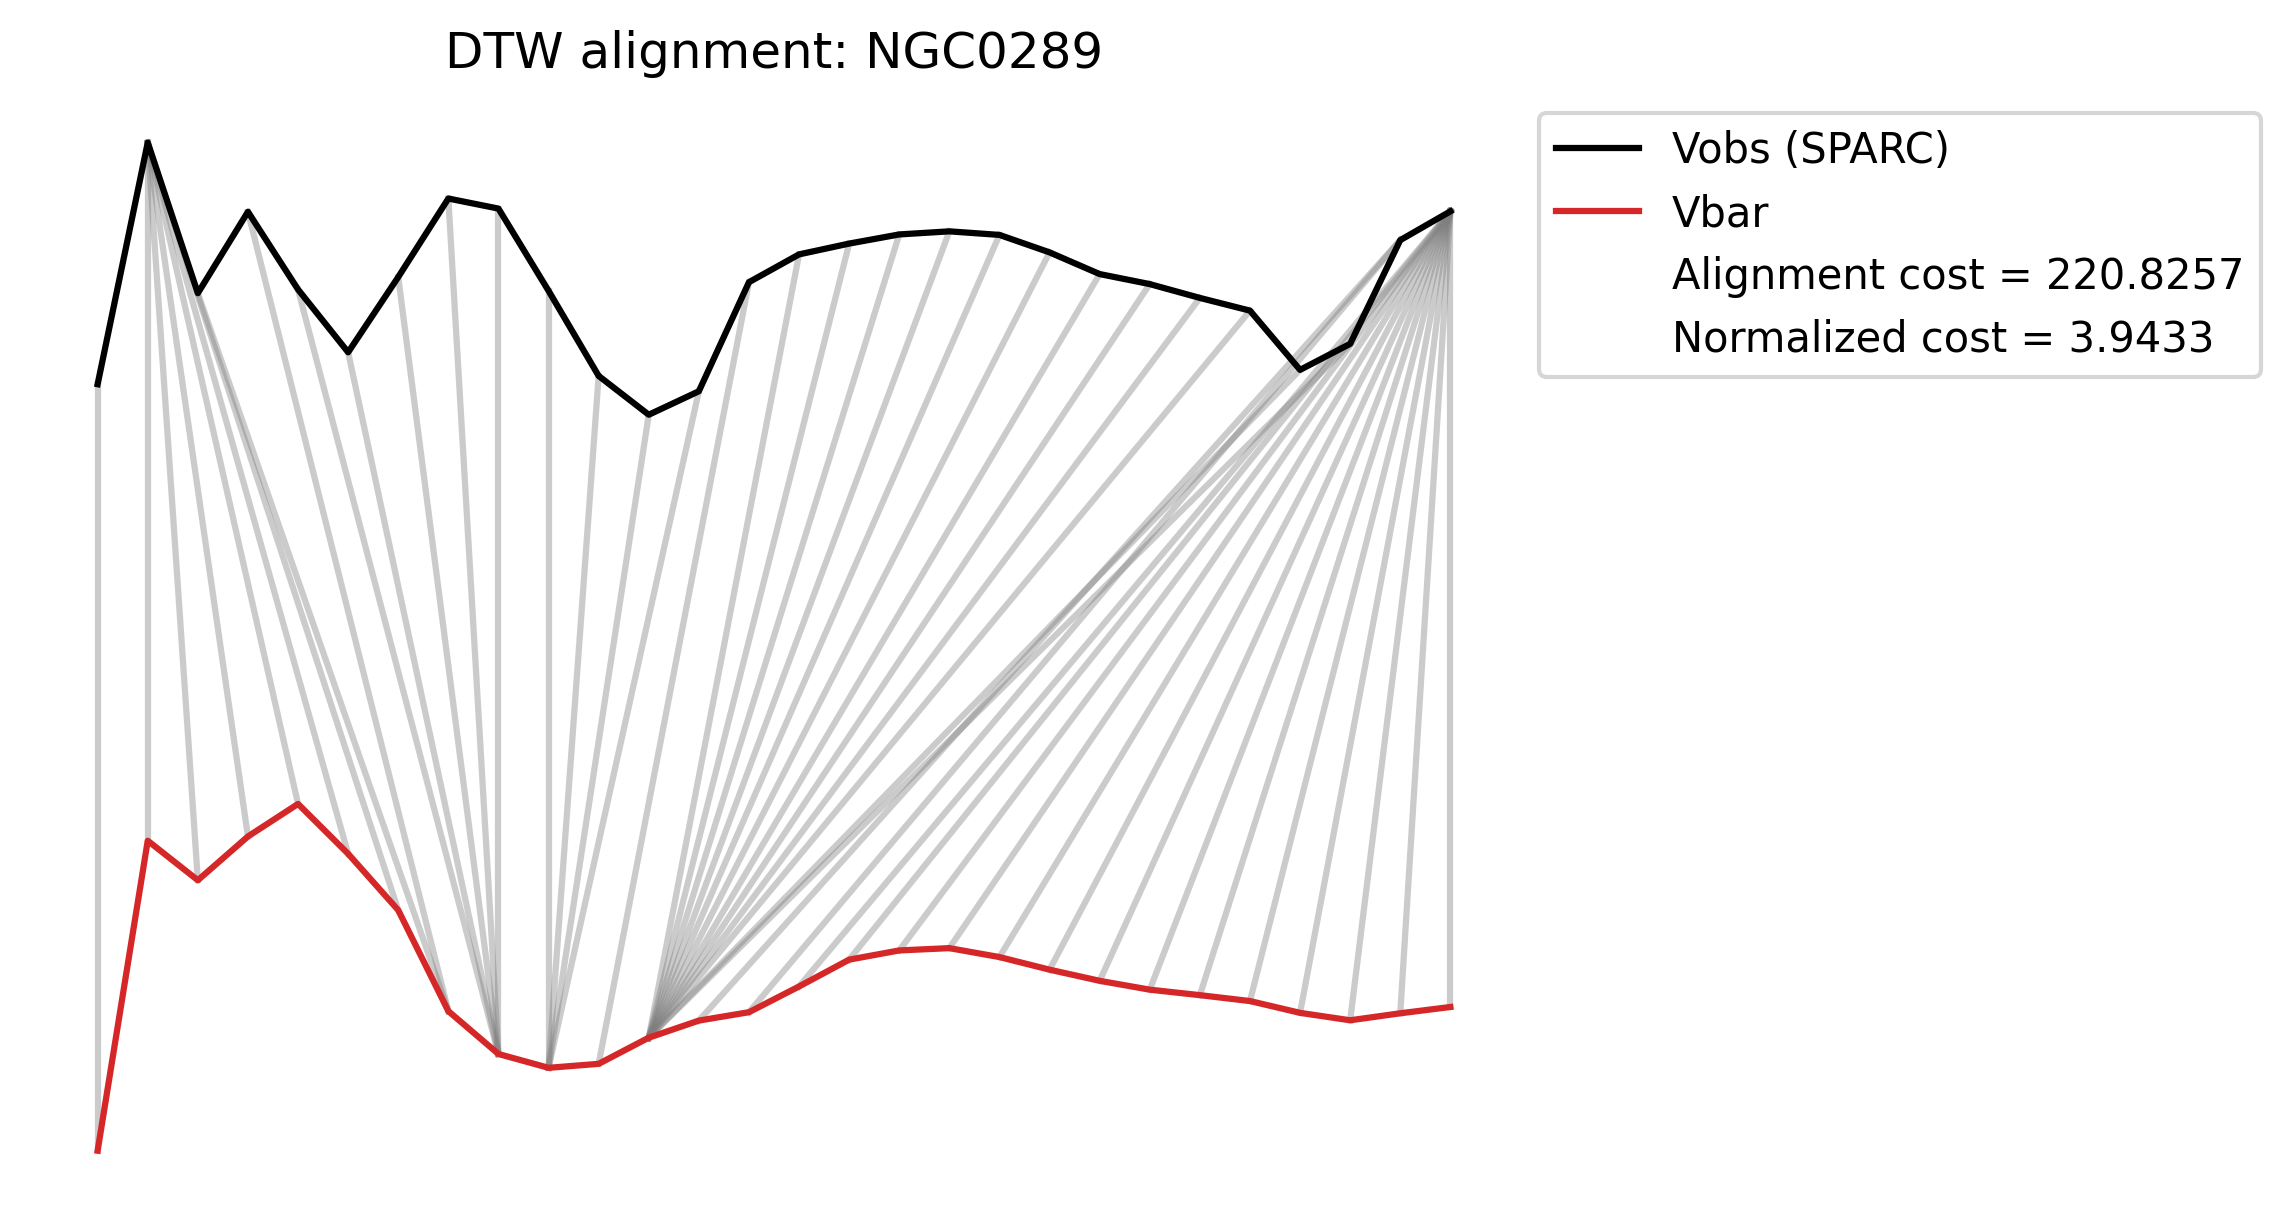 DTW alignment: NGC0289
Vobs (SPARC)
Vbar
Alignment cost = 220.8257
Normalized cost = 3.9433